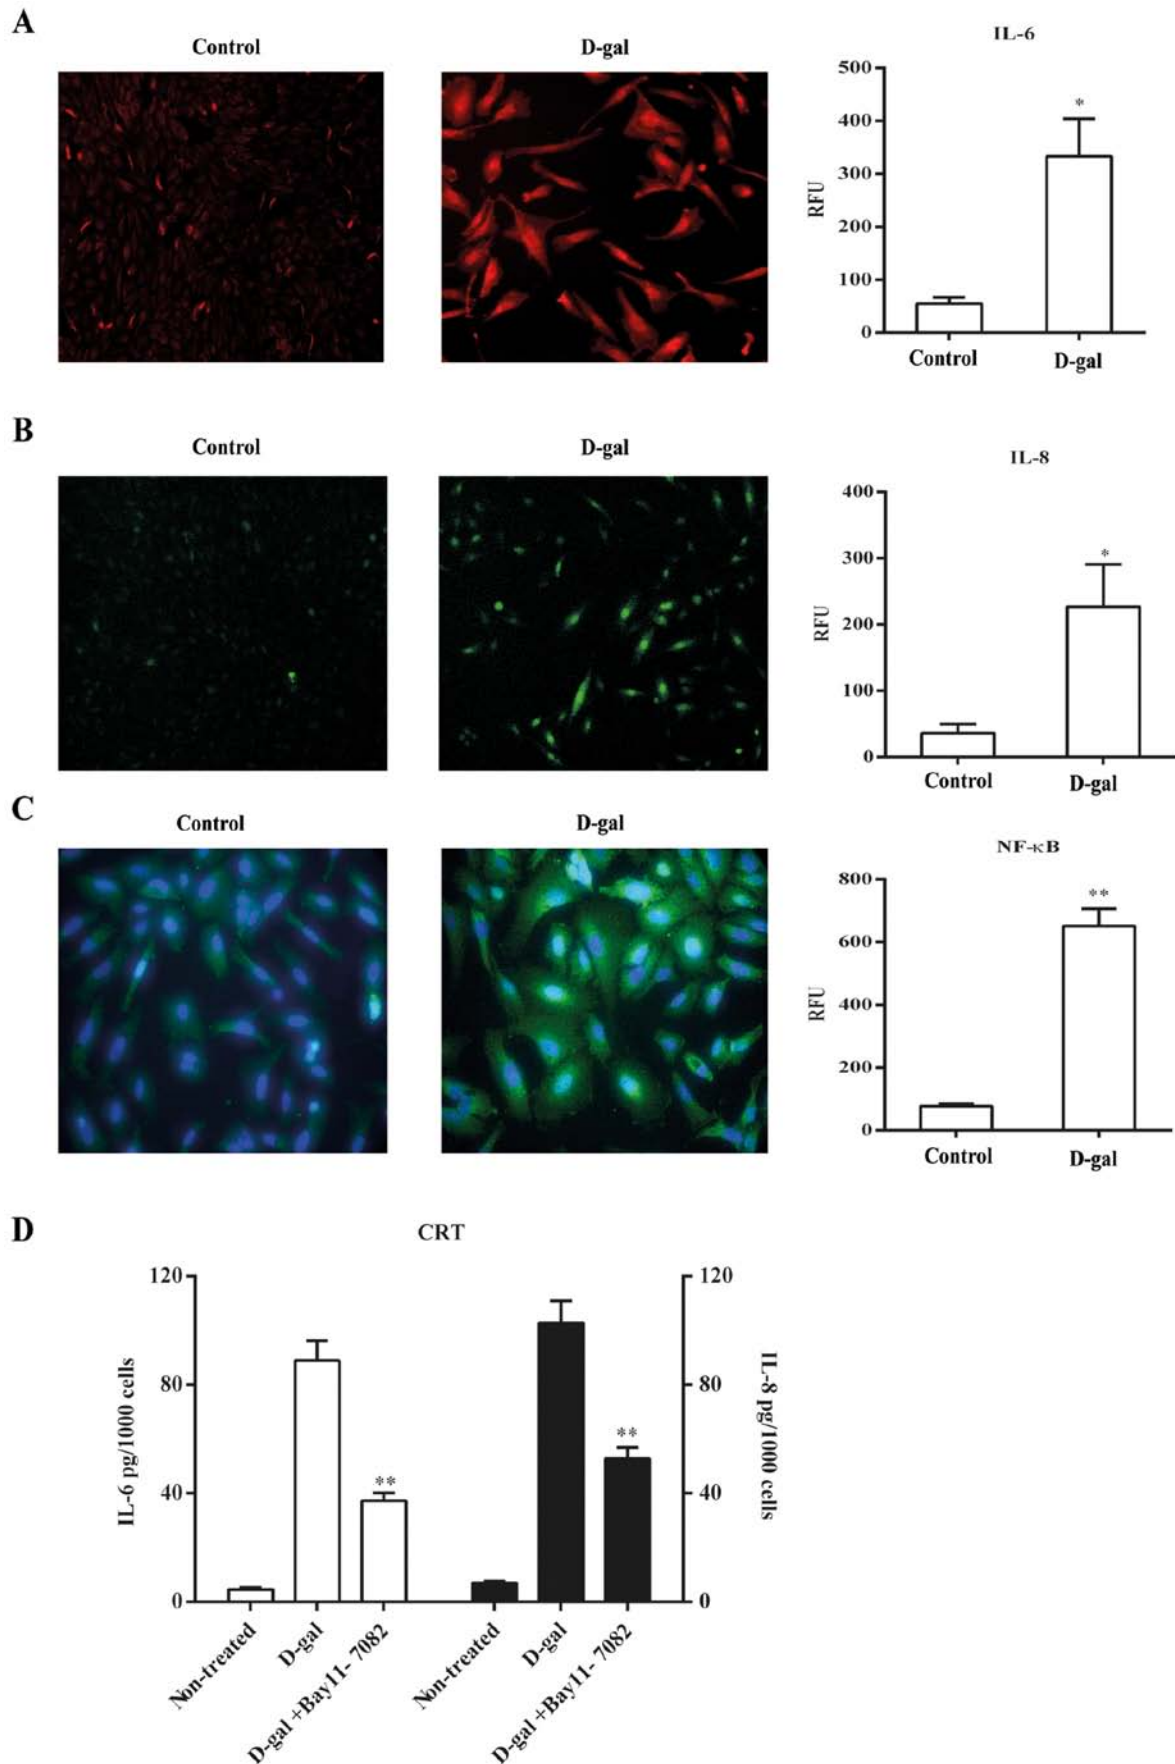 A
Control
D-gal
IL-6
500
400
300
200
100
0
RFU
*
Control
D-gal
B
Control
D-gal
IL-8
400
300
200
100
0
RFU
*
Control
D-gal
C
Control
D-gal
NF-κB
800
600
400
200
0
RFU
**
Control
D-gal
D
CRT
120
80
40
0
IL-6 pg/1000 cells
**
**
120
80
40
0
IL-8 pg/1000 cells
Non-treated
D-gal
D-gal +Bay11- 7082
Non-treated
D-gal
D-gal +Bay11- 7082